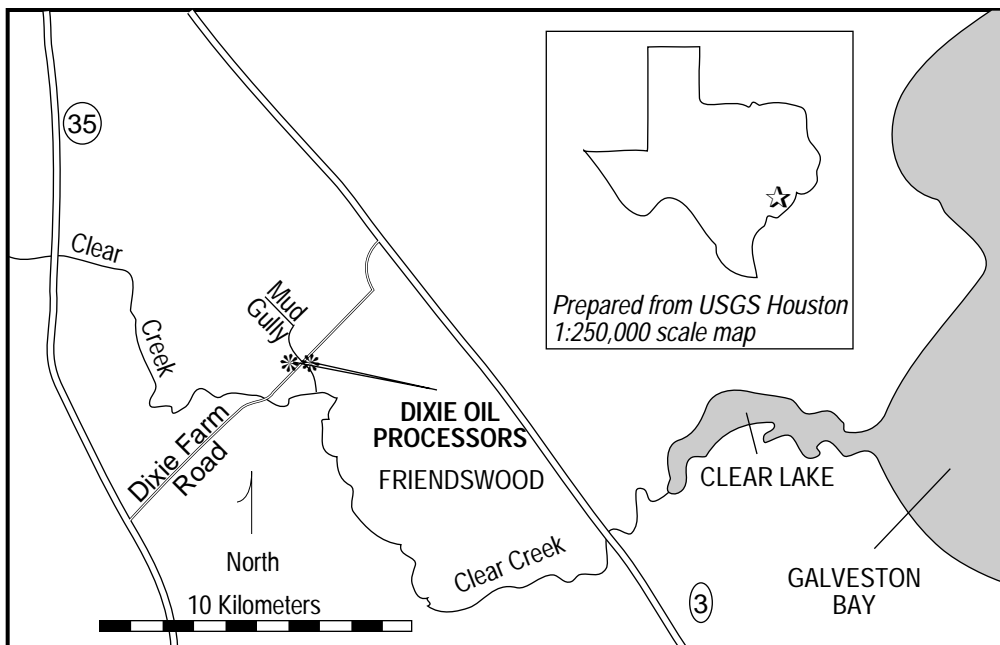 35
Clear
Creek
Mud
Gully
Prepared from USGS Houston
1:250,000 scale map
DIXIE OIL
PROCESSORS
FRIENDSWOOD
Dixie Farm
Road
CLEAR LAKE
North
Clear Creek
GALVESTON
BAY
10 Kilometers
3